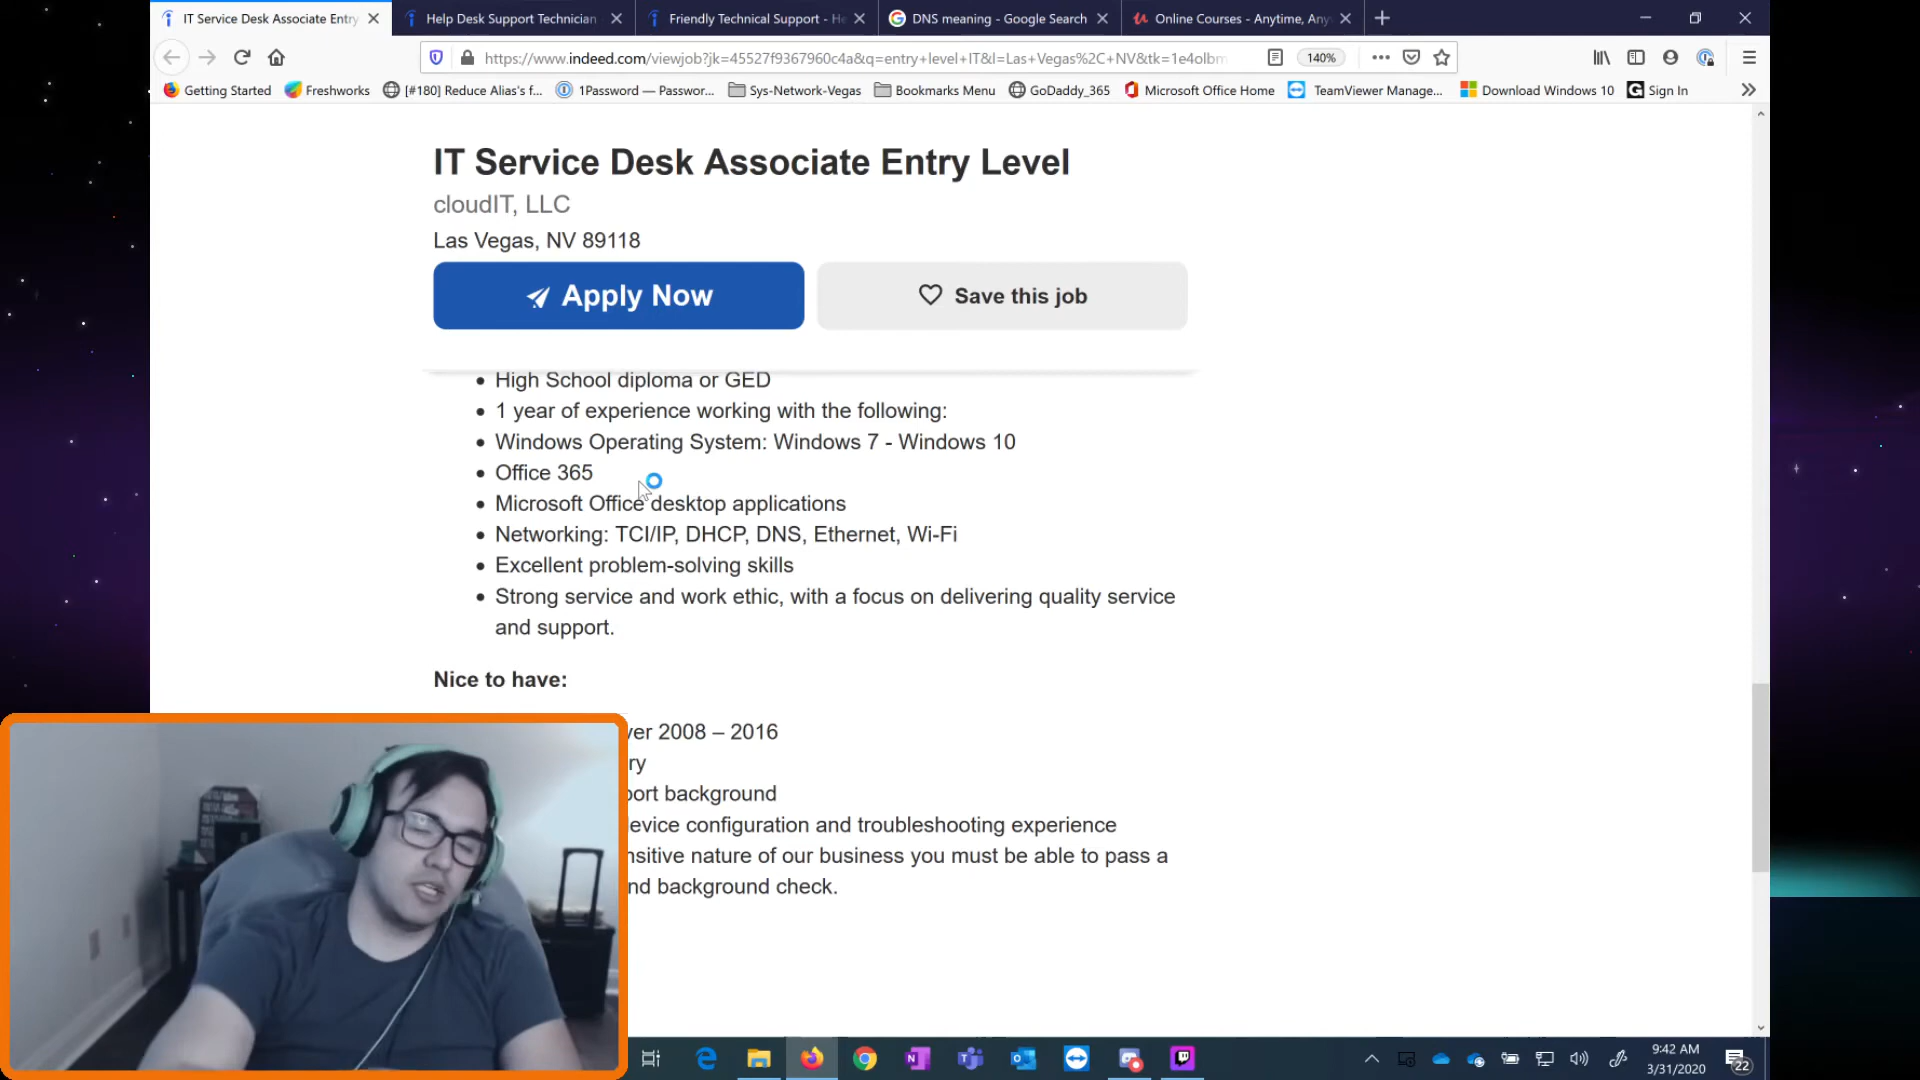 IT Service Desk Associate Entry
Help Desk Support Technician
Friendly Technical Support - He
DNS meaning - Google Search
Online Courses - Anytime, Any
https://www.indeed.com/viewjob?jk=45527f9367960c4a&q=entry+level+IT&l=Las+Vegas%2C+NV&tk=1e4olbm
140%
Getting Started
Freshworks
[#180] Reduce Alias's f...
1Password — Passwor...
Sys-Network-Vegas
Bookmarks Menu
GoDaddy_365
Microsoft Office Home
TeamViewer Manage...
Download Windows 10
Sign In
IT Service Desk Associate Entry Level
cloudIT, LLC
Las Vegas, NV 89118
Apply Now
Save this job
High School diploma or GED
1 year of experience working with the following:
Windows Operating System: Windows 7 - Windows 10
Office 365
Microsoft Office desktop applications
Networking: TCI/IP, DHCP, DNS, Ethernet, Wi-Fi
Excellent problem-solving skills
Strong service and work ethic, with a focus on delivering quality service
and support.
Nice to have:
ver 2008 – 2016
ry
port background
device configuration and troubleshooting experience
nsitive nature of our business you must be able to pass a
nd background check.
9:42 AM
3/31/2020
22